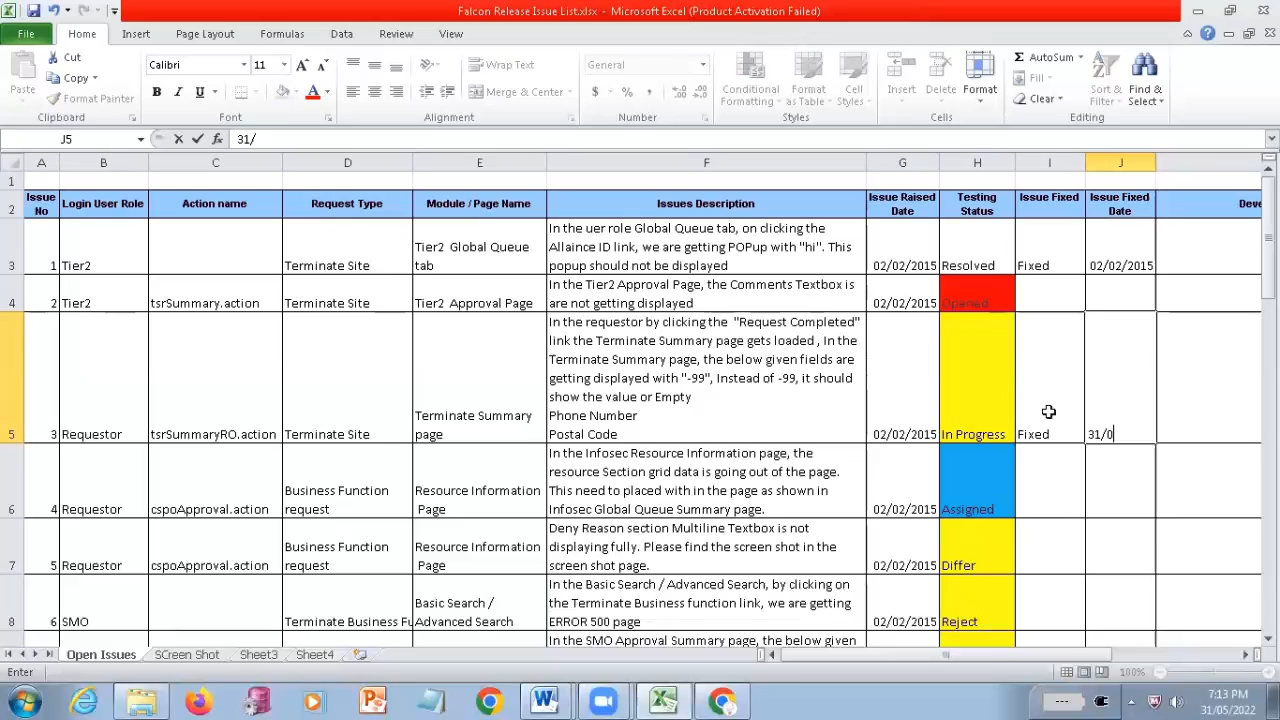 Falcon Release Issue List.xlsx - Microsoft Excel (Product Activation Failed)
File Home Insert Page Layout Formulas Data Review View
Paste
Cut
Copy
Format Painter
Clipboard
Calibri 11
A A
B I U
A
Font
Wrap Text
Merge & Center
Alignment
General
$ % ,
Number
Conditional Formatting
Format as Table
Cell Styles
Styles
Insert
Delete
Format
Cells
Σ AutoSum
Fill
Clear
Sort & Filter
Find & Select
Editing
J5 fx 31/
A B C D E F G H I J
1
2
Issue No
Login User Role
Action name
Request Type
Module / Page Name
Issues Description
Issue Raised Date
Testing Status
Issue Fixed
Issue Fixed Date
Deve
3
1 Tier2
Terminate Site
Tier2 Global Queue
tab
In the uer role Global Queue tab, on clicking the
Allaince ID link, we are getting POPup with "hi". This
popup should not be displayed
02/02/2015 Resolved Fixed 02/02/2015
4
2 Tier2 tsrSummary.action Terminate Site Tier2 Approval Page
In the Tier2 Approval Page, the Comments Textbox is
are not getting displayed
02/02/2015 Opened
5
3 Requestor tsrSummaryRO.action Terminate Site
Terminate Summary
page
In the requestor by clicking the "Request Completed"
link the Terminate Summary page gets loaded , In the
Terminate Summary page, the below given fields are
getting displayed with "-99", Instead of -99, it should
show the value or Empty
Phone Number
Postal Code
02/02/2015 In Progress Fixed 31/0
6
4 Requestor cspoApproval.action
Business Function
request
Resource Information
Page
In the Infosec Resource Information page, the
resource Section grid data is going out of the page.
This need to placed with in the page as shown in
Infosec Global Queue Summary page.
02/02/2015 Assigned
7
5 Requestor cspoApproval.action
Business Function
request
Resource Information
Page
Deny Reason section Multiline Textbox is not
displaying fully. Please find the screen shot in the
screen shot page.
02/02/2015 Differ
8
6 SMO
Terminate Business Fu
Basic Search /
Advanced Search
In the Basic Search / Advanced Search, by clicking on
the Terminate Business function link, we are getting
ERROR 500 page
02/02/2015 Reject
In the SMO Approval Summary page, the below given
Open Issues SCreen Shot Sheet3 Sheet4
Enter 100%
7:13 PM
31/05/2022